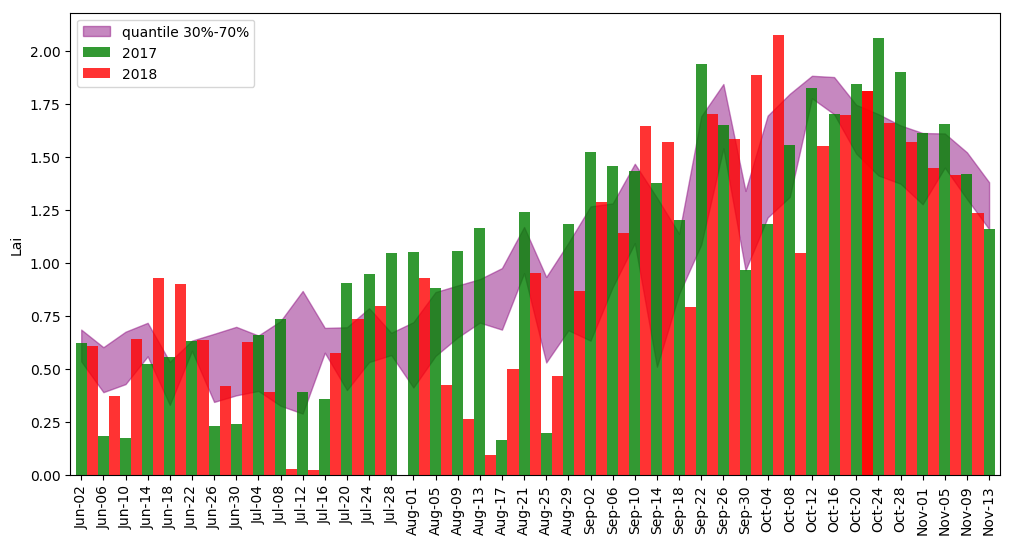 quantile 30%-70%
2017
2018
Lai
2.00
1.75
1.50
1.25
1.00
0.75
0.50
0.25
0.00
Jun-02
Jun-06
Jun-10
Jun-14
Jun-18
Jun-22
Jun-26
Jun-30
Jul-04
Jul-08
Jul-12
Jul-16
Jul-20
Jul-24
Jul-28
Aug-01
Aug-05
Aug-09
Aug-13
Aug-17
Aug-21
Aug-25
Aug-29
Sep-02
Sep-06
Sep-10
Sep-14
Sep-18
Sep-22
Sep-26
Sep-30
Oct-04
Oct-08
Oct-12
Oct-16
Oct-20
Oct-24
Oct-28
Nov-01
Nov-05
Nov-09
Nov-13